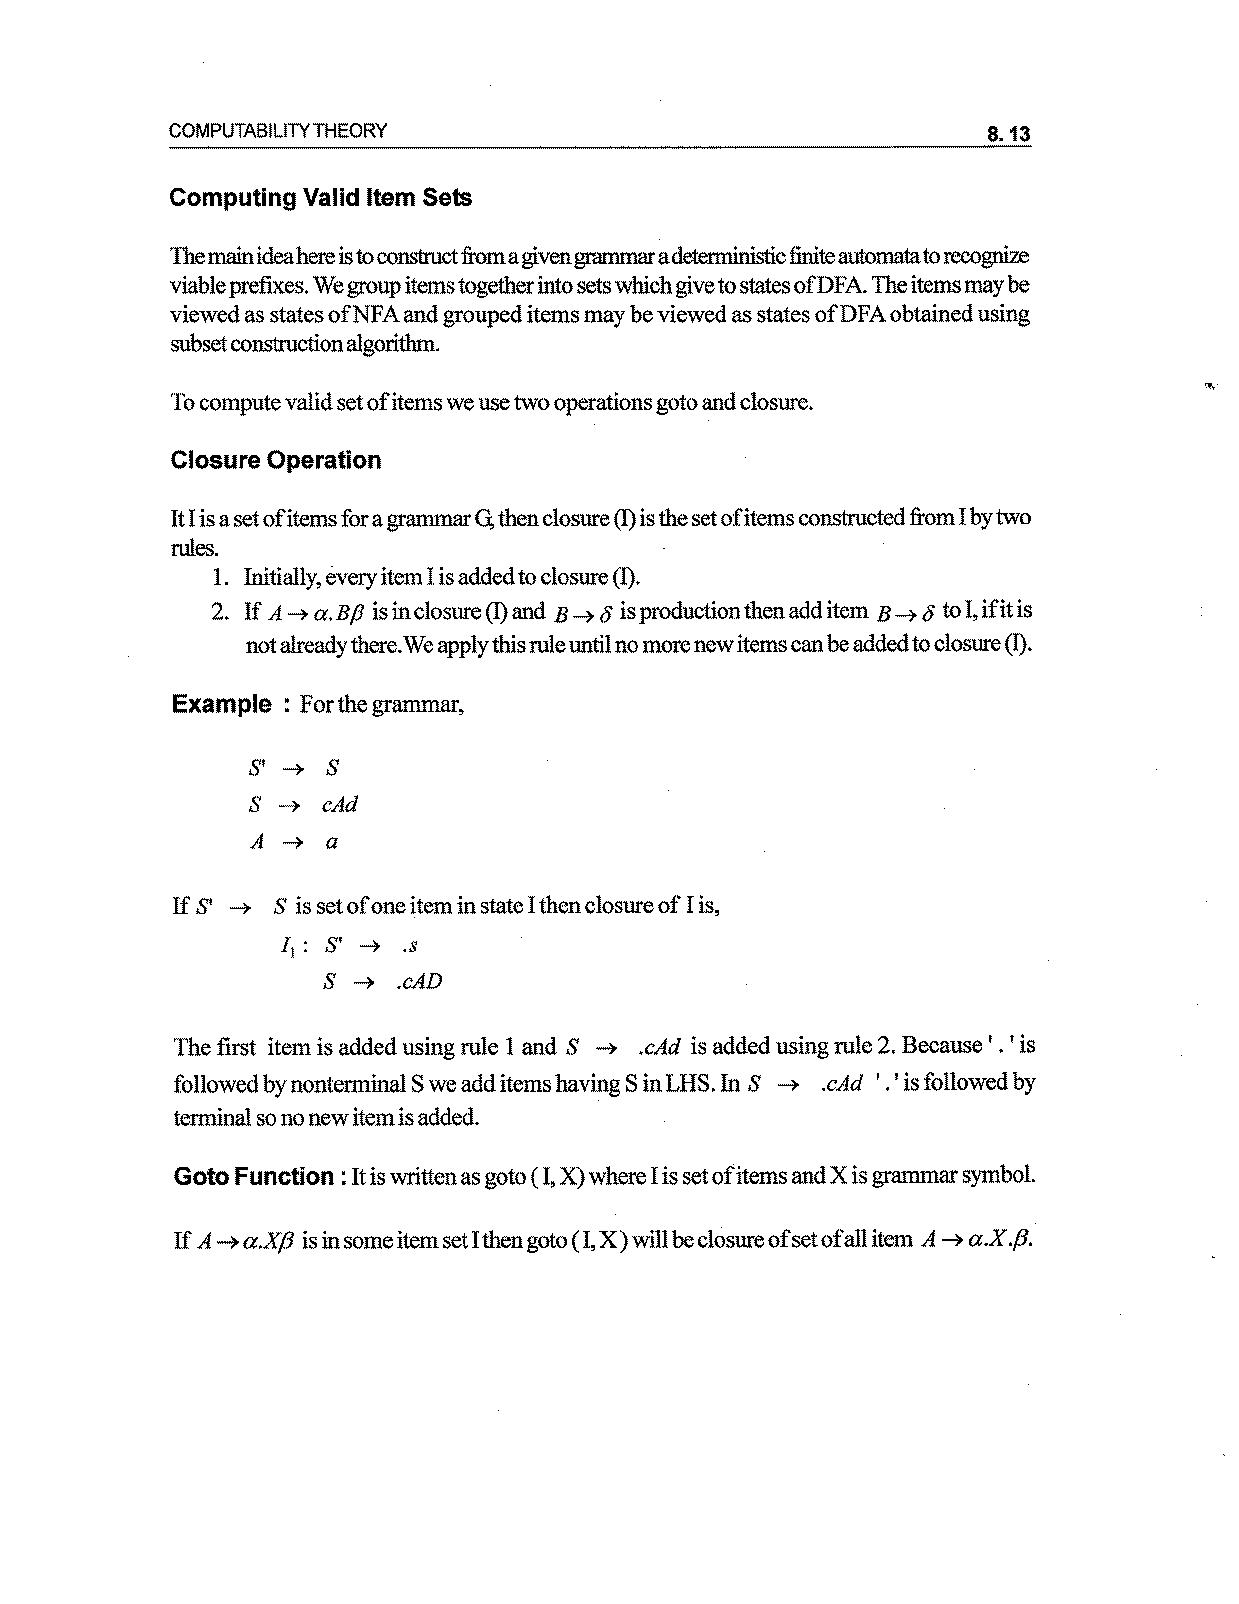 COMPUTABILITY THEORY 8. 13
Computing Valid Item Sets
The main idea here is to construct from a given grammar a deterministic finite automata to recognize
viable prefixes. We group items together into sets which give to states of DFA. The items may be
viewed as states of NFA and grouped items may be viewed as states of DFA obtained using
subset construction algorithm.
To compute valid set of items we use two operations goto and closure.
Closure Operation
It I is a set of items for a grammar G, then closure (I) is the set of items constructed from I by two
rules.
1. Initially, every item I is added to closure (I).
2. If A → α.Bβ is in closure (I) and B → δ is production then add item B → δ to I, if it is
not already there.We apply this rule until no more new items can be added to closure (I).
Example : For the grammar,
S' → S
S → cAd
A → a
If S' → S is set of one item in state I then closure of I is,
I₁ : S' → .s
S → .cAD
The first item is added using rule 1 and S → .cAd is added using rule 2. Because ' . ' is
followed by nonterminal S we add items having S in LHS. In S → .cAd ' . ' is followed by
terminal so no new item is added.
Goto Function : It is written as goto ( I, X) where I is set of items and X is grammar symbol.
If A → α.Xβ is in some item set I then goto ( I, X ) will be closure of set of all item A → α.X.β.